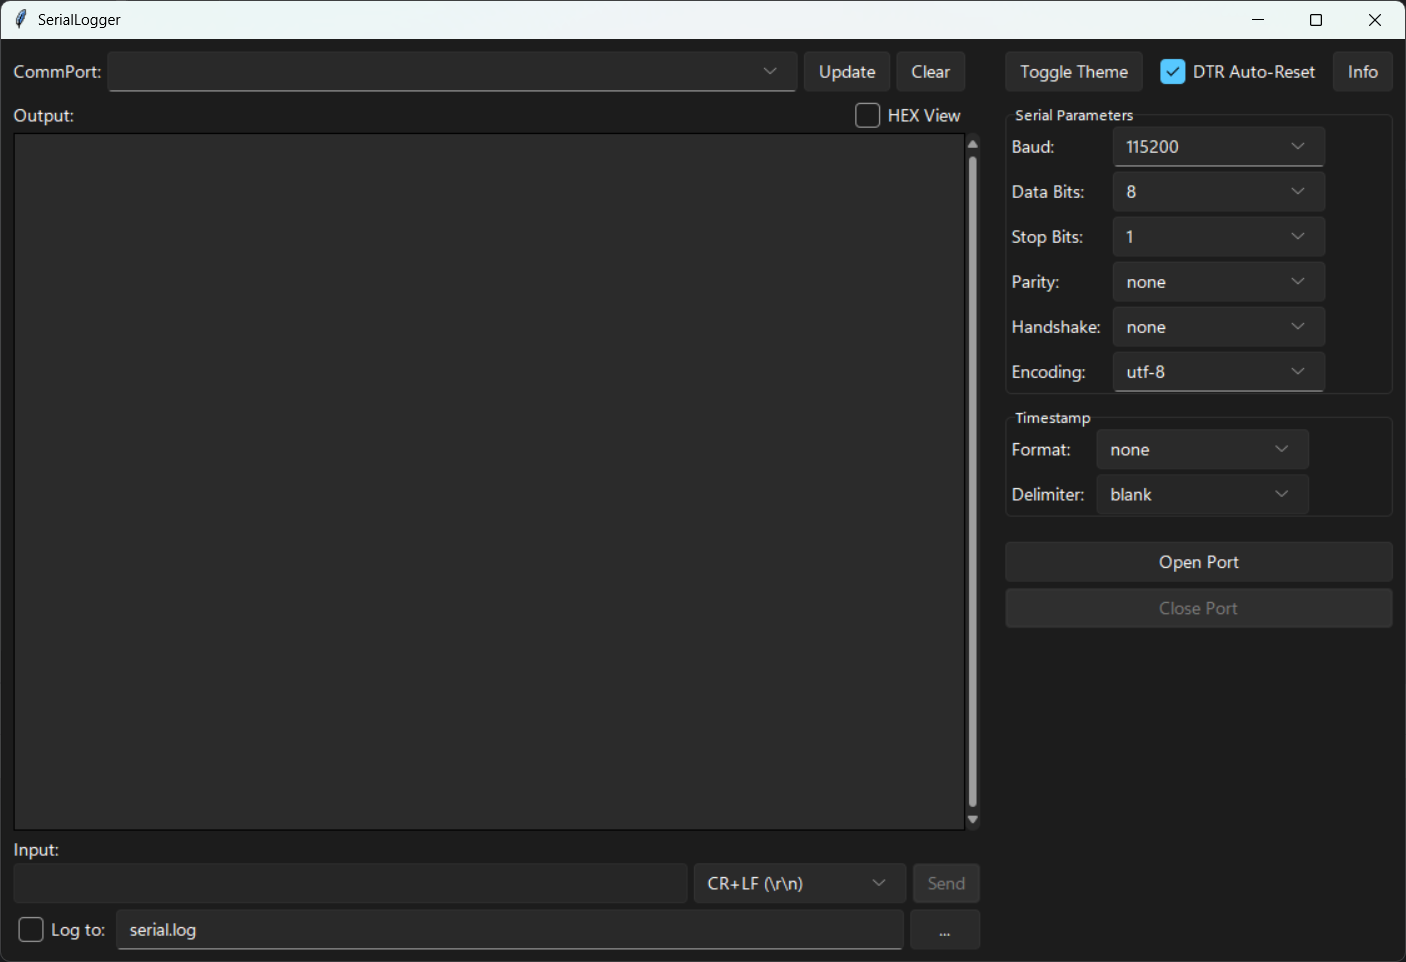 SerialLogger
CommPort: Update Clear Toggle Theme DTR Auto-Reset Info
Output: HEX View
Serial Parameters
Baud: 115200
Data Bits: 8
Stop Bits: 1
Parity: none
Handshake: none
Encoding: utf-8
Timestamp
Format: none
Delimiter: blank
Open Port
Close Port
Input:
CR+LF (\r\n) Send
Log to: serial.log ...